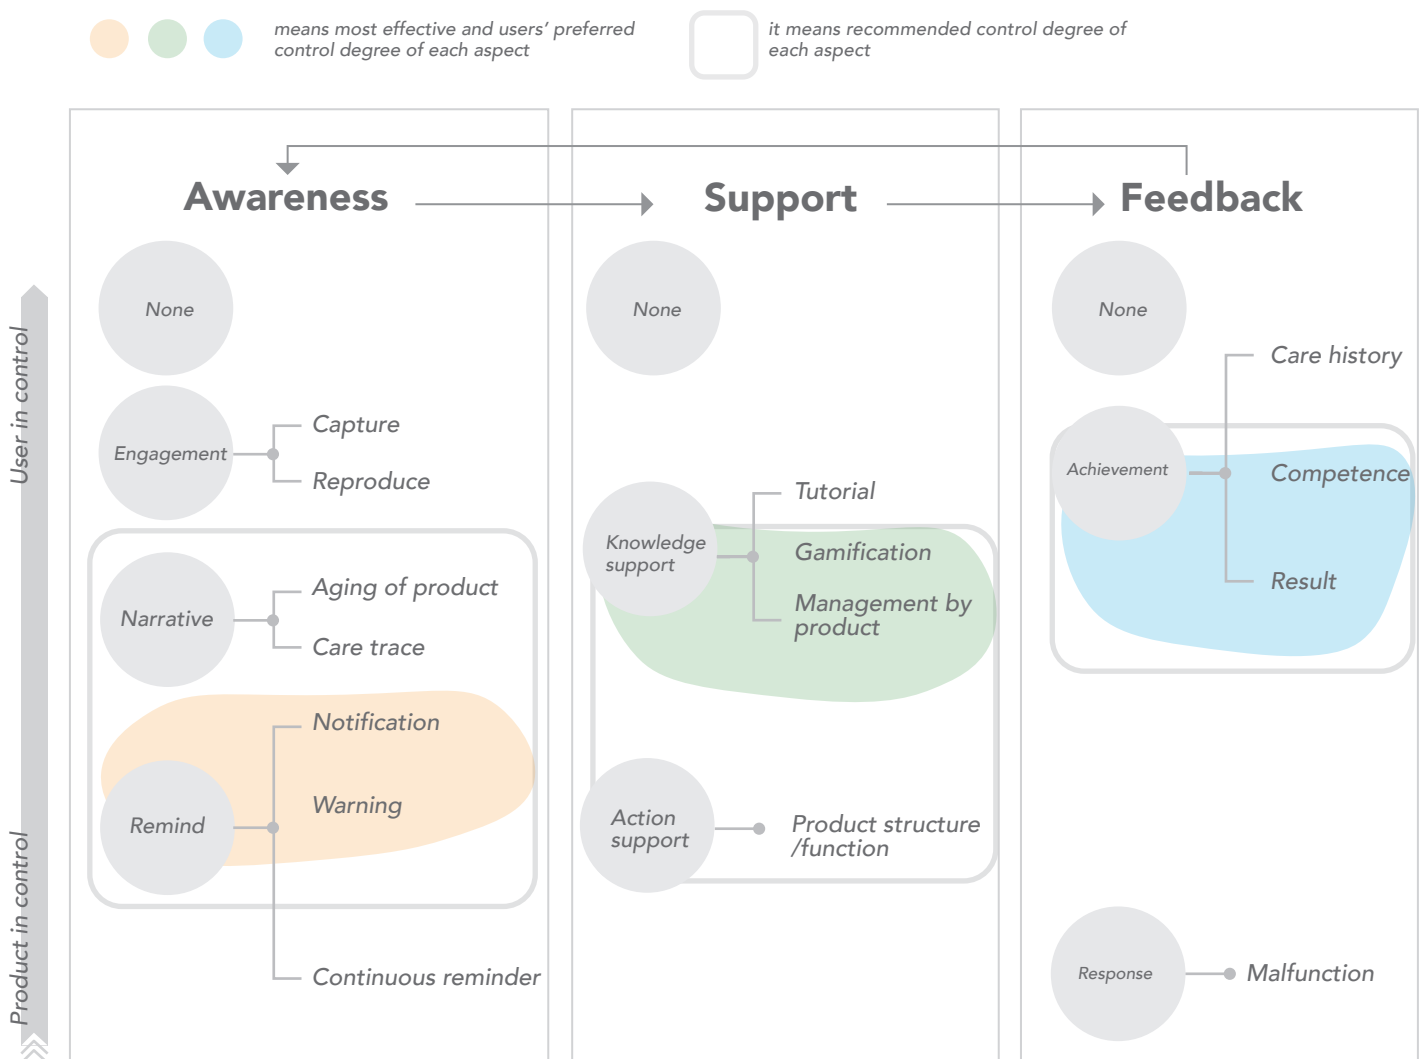 means most effective and users' preferred
control degree of each aspect
it means recommended control degree of
each aspect
Awareness
Support
Feedback
User in control
Product in control
None
Engagement
Capture
Reproduce
Narrative
Aging of product
Care trace
Remind
Notification
Warning
Continuous reminder
None
Knowledge
support
Tutorial
Gamification
Management by
product
Action
support
Product structure
/function
None
Achievement
Care history
Competence
Result
Response
Malfunction